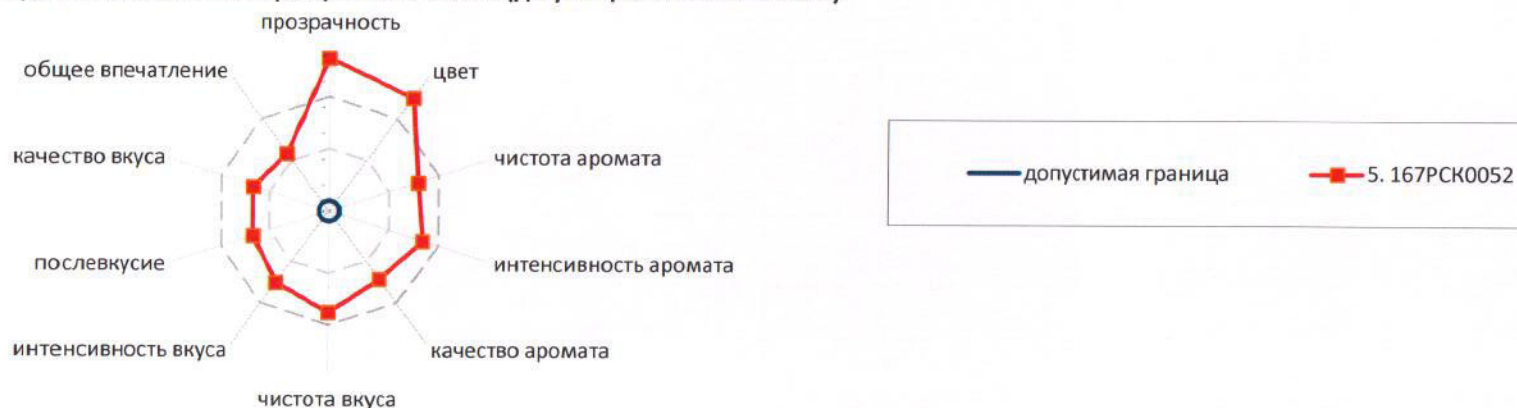 прозрачность
общее впечатление
цвет
качество вкуса
чистота аромата
допустимая граница
5. 167РСК0052
послевкусие
интенсивность аромата
интенсивность вкуса
качество аромата
чистота вкуса